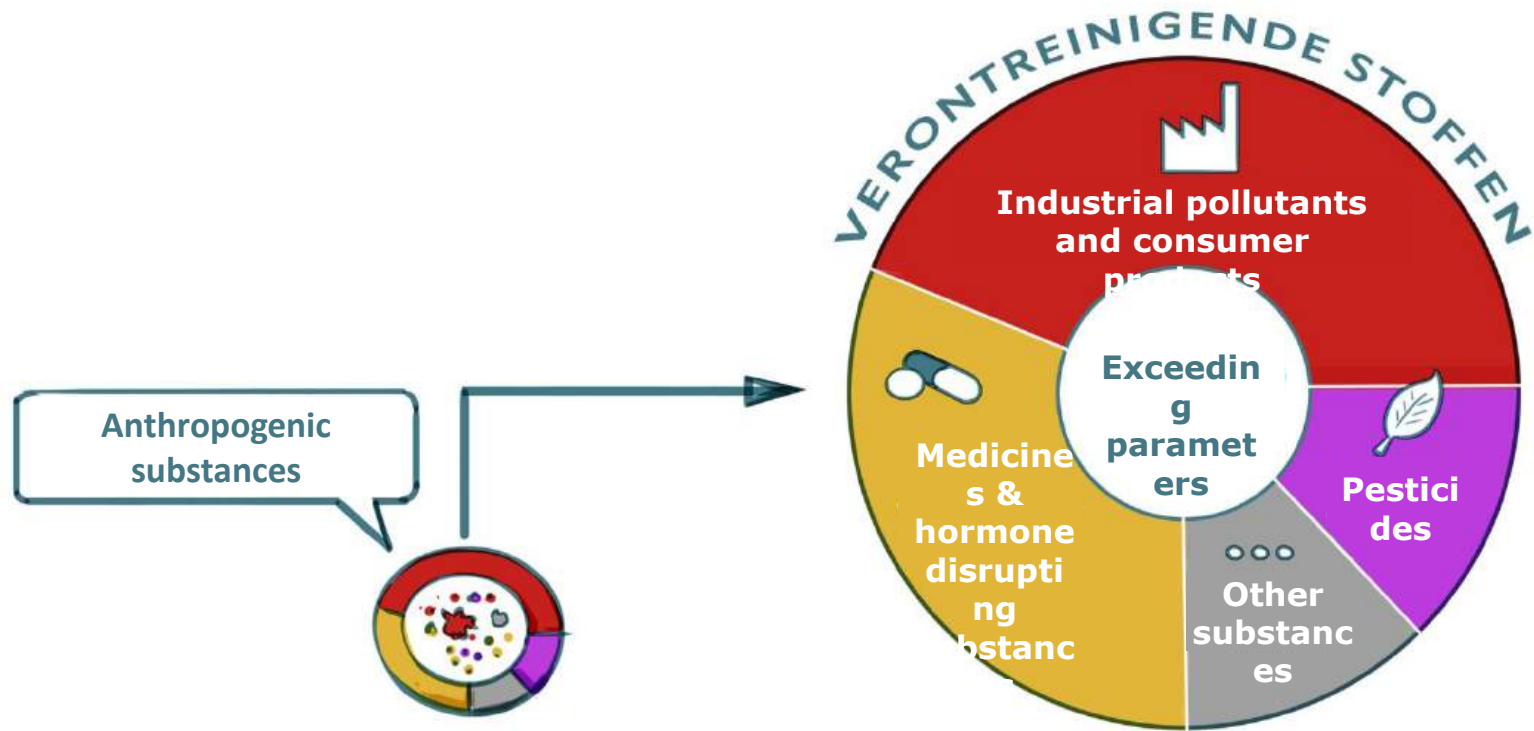 VERONTREINIGENDE STOFFEN
Industrial pollutants
and consumer
products
Anthropogenic
substances
Exceedin
g
paramet
ers
Medicine
s &
hormone
disrupti
ng
Pestici
des
Other
substanc
es